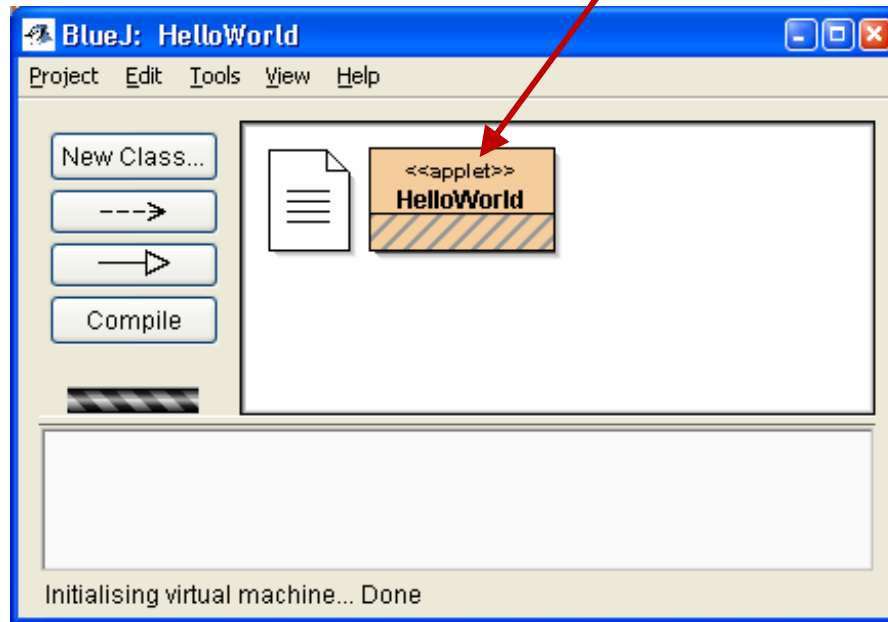 BlueJ: HelloWorld
Project Edit Tools View Help
New Class...
<<applet>>
HelloWorld
Compile
Initialising virtual machine... Done